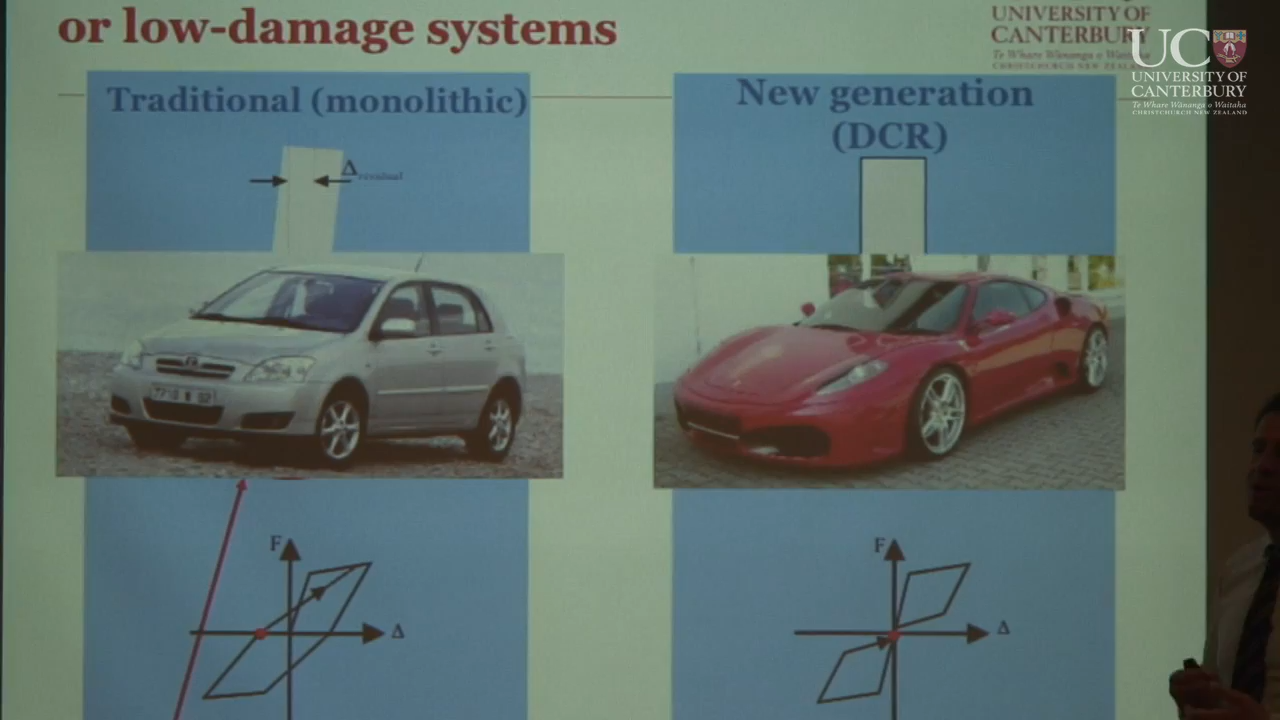 or low-damage systems
UNIVERSITY OF
CANTERBURY
Te Whare Wānanga o Waitaha
CHRISTCHURCH NEW ZEALAND
UC
UNIVERSITY OF
CANTERBURY
Te Whare Wānanga o Waitaha
CHRISTCHURCH NEW ZEALAND
Traditional (monolithic)
New generation
(DCR)
Δresidual
F
Δ
F
Δ